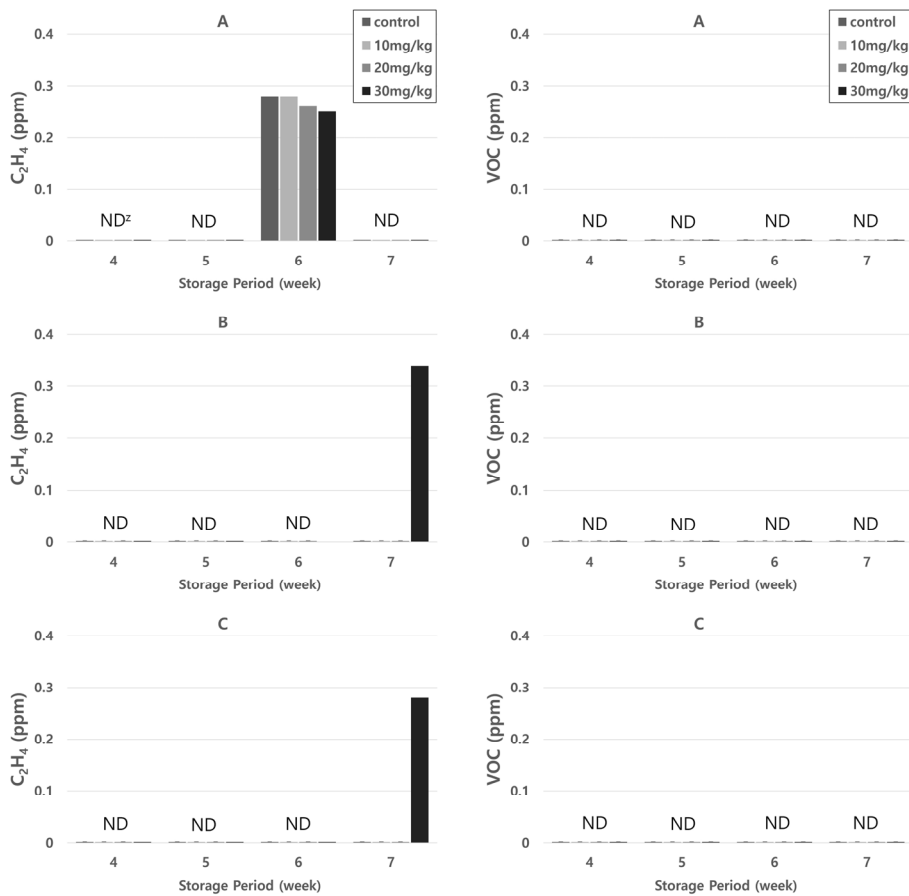 A
control
10mg/kg
20mg/kg
30mg/kg
C₂H₄ (ppm)
0.4
0.3
0.2
0.1
0
NDᶻ ND ND
4 5 6 7
Storage Period (week)
A
control
10mg/kg
20mg/kg
30mg/kg
VOC (ppm)
0.4
0.3
0.2
0.1
0
ND ND ND ND
4 5 6 7
Storage Period (week)
B
C₂H₄ (ppm)
0.4
0.3
0.2
0.1
0
ND ND ND
4 5 6 7
Storage Period (week)
B
VOC (ppm)
0.4
0.3
0.2
0.1
0
ND ND ND ND
4 5 6 7
Storage Period (week)
C
C₂H₄ (ppm)
0.4
0.3
0.2
0.1
0
ND ND ND
4 5 6 7
Storage Period (week)
C
VOC (ppm)
0.4
0.3
0.2
0.1
0
ND ND ND ND
4 5 6 7
Storage Period (week)